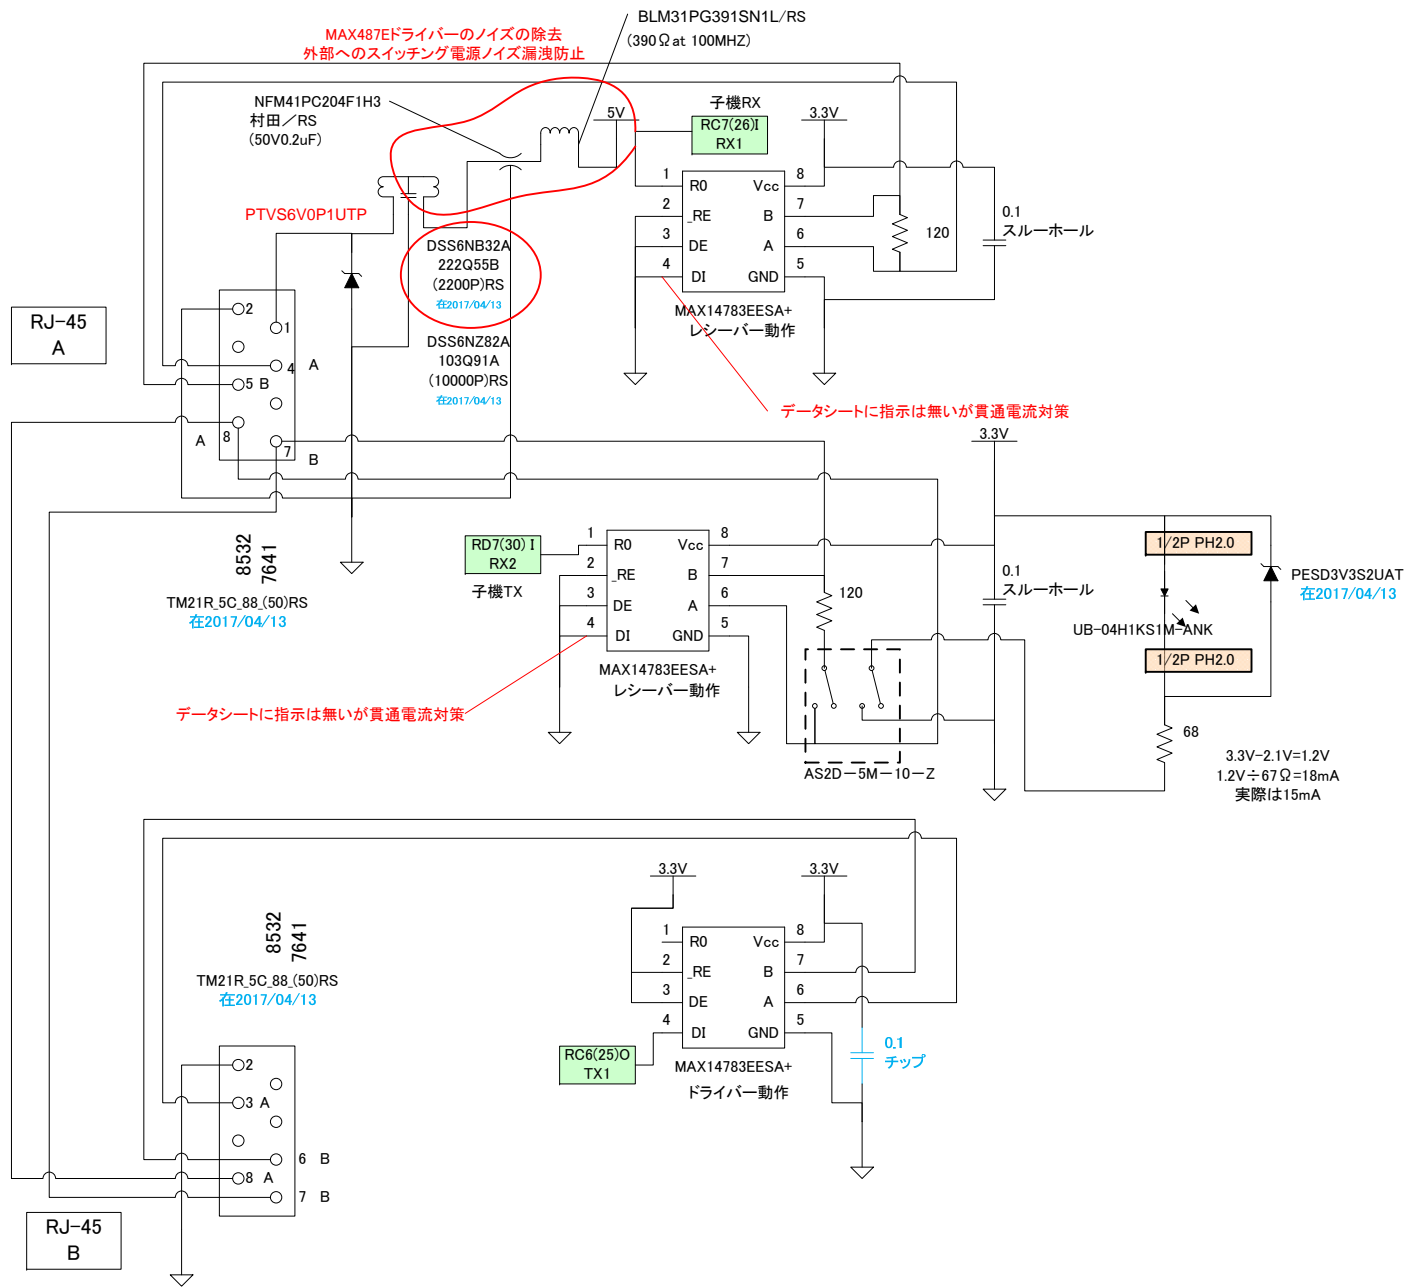 BLM31PG391SN1L/RS
(390Ω at 100MHZ)
MAX487Eドライバーのノイズの除去
外部へのスイッチング電源ノイズ漏洩防止
NFM41PC204F1H3
村田／RS
(50V0.2uF)
5V
子機RX
RC7(26)I
RX1
3.3V
PTVS6V0P1UTP
DSS6NB32A
222Q55B
(2200P)RS
在2017/04/13
DSS6NZ82A
103Q91A
(10000P)RS
在2017/04/13
1 R0 Vcc 8
2 _RE B 7
3 DE A 6
4 DI GND 5
MAX14783EESA+
レシーバー動作
120
0.1
スルーホール
RJ-45
A
2
1
4 A
5 B
8
A
7
B
データシートに指示は無いが貫通電流対策
3.3V
8532
7641
TM21R_5C_88_(50)RS
在2017/04/13
RD7(30) I
RX2
子機TX
1 R0 Vcc 8
2 _RE B 7
3 DE A 6
4 DI GND 5
MAX14783EESA+
レシーバー動作
データシートに指示は無いが貫通電流対策
120
AS2D－5M－10－Z
0.1
スルーホール
1/2P PH2.0
UB-04H1KS1M-ANK
1/2P PH2.0
PESD3V3S2UAT
在2017/04/13
68
3.3V-2.1V=1.2V
1.2V÷67Ω=18mA
実際は15mA
3.3V
3.3V
8532
7641
TM21R_5C_88_(50)RS
在2017/04/13
1 R0 Vcc 8
2 _RE B 7
3 DE A 6
4 DI GND 5
MAX14783EESA+
ドライバー動作
RC6(25)O
TX1
0.1
チップ
2
3 A
6 B
8 A
7 B
RJ-45
B